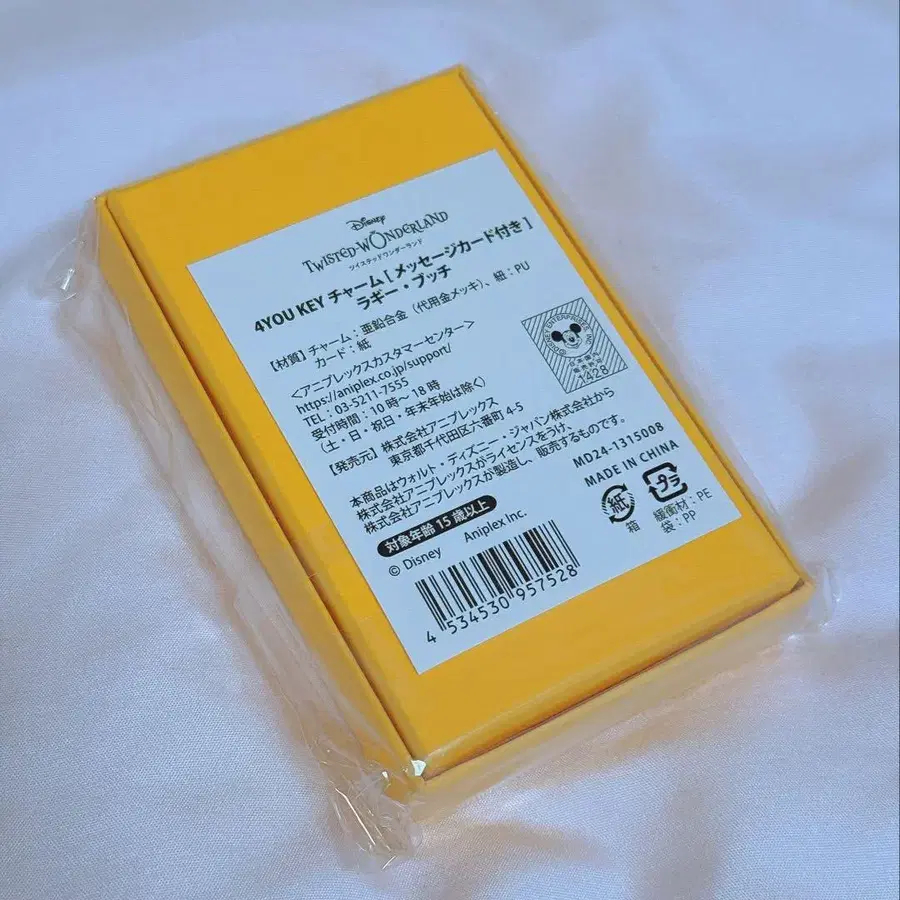 Disney
TWISTED-WONDERLAND
ツイステッドワンダーランド
4YOU KEY チャーム [ メッセージカード付き ]
ラギー・ブッチ
【材質】チャーム：亜鉛合金（代用金メッキ）、紐：PU
カード：紙
＜アニプレックスカスタマーセンター＞
https://aniplex.co.jp/support/
TEL：03-5211-7555
受付時間：10時～18時
（土・日・祝日・年末年始は除く）
【発売元】株式会社アニプレックス
東京都千代田区六番町 4-5
本商品はウォルト・ディズニー・ジャパン株式会社から
株式会社アニプレックスがライセンスをうけ、
株式会社アニプレックスが製造し、販売するものです。
対象年齢 15 歳以上
© Disney Aniplex Inc.
4 534530 957528
1428
MD24-1315008
MADE IN CHINA
紙
箱
プラ
緩衝材：PE
袋：PP